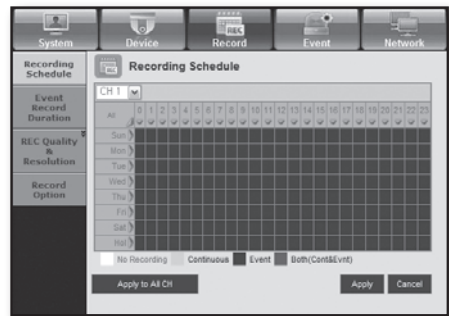 System Device Record Event Network
REC
Recording
Schedule
Event
Record
Duration
REC Quality
&
Resolution
Record
Option
Recording Schedule
CH 1
All 0 1 2 3 4 5 6 7 8 9 10 11 12 13 14 15 16 17 18 19 20 21 22 23
Sun
Mon
Tue
Wed
Thu
Fri
Sat
Hol
No Recording Continuous Event Both(Cont&Evnt)
Apply to All CH Apply Cancel